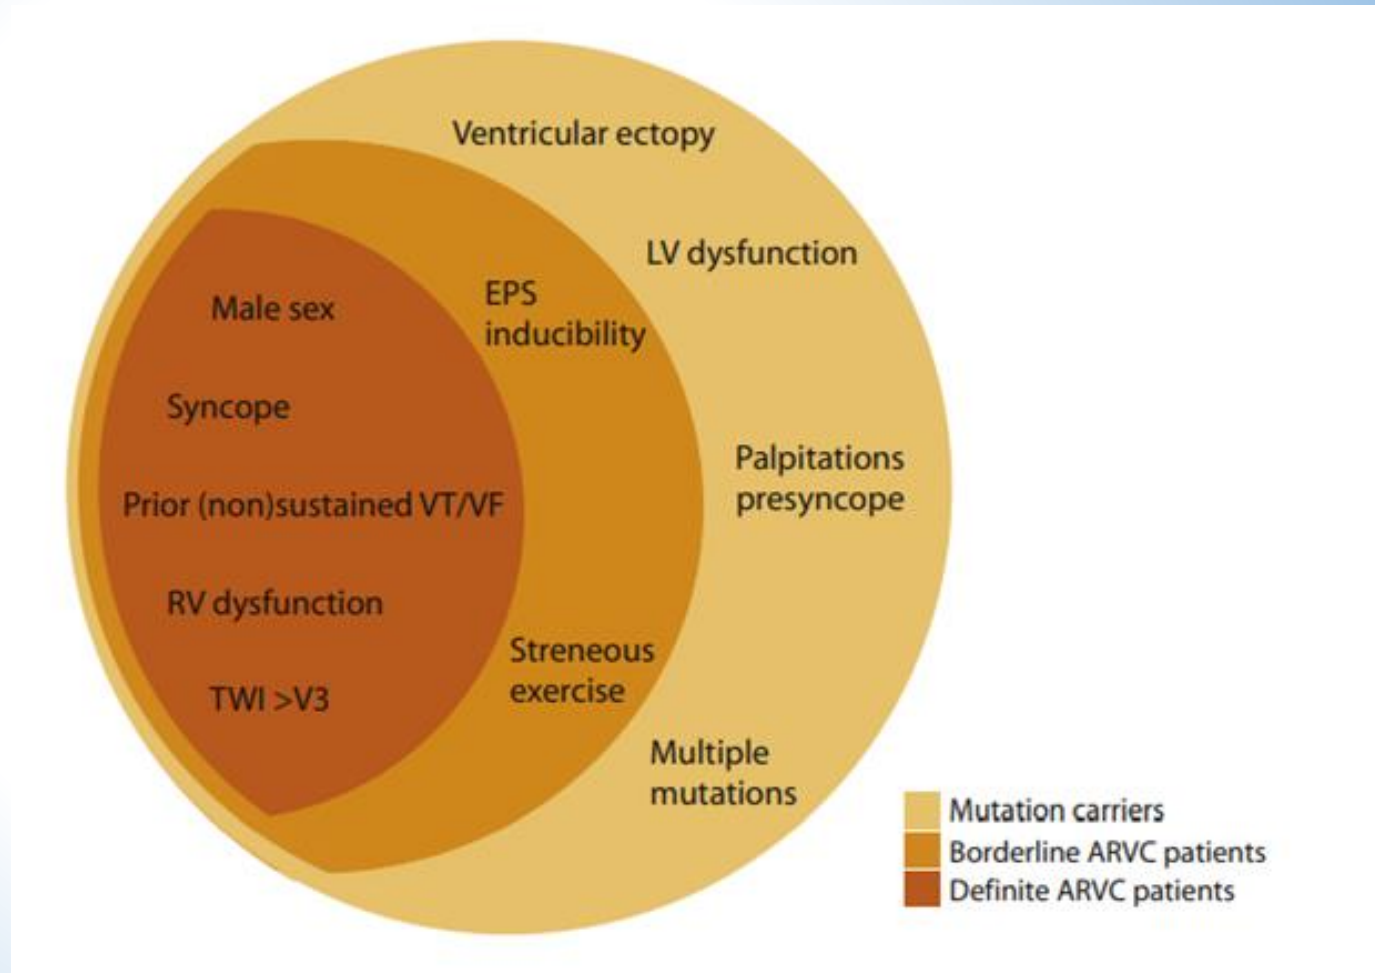 Ventricular ectopy
LV dysfunction
EPS
inducibility
Male sex
Syncope
Palpitations
presyncope
Prior (non)sustained VT/VF
RV dysfunction
Streneous
exercise
TWI >V3
Multiple
mutations
Mutation carriers
Borderline ARVC patients
Definite ARVC patients